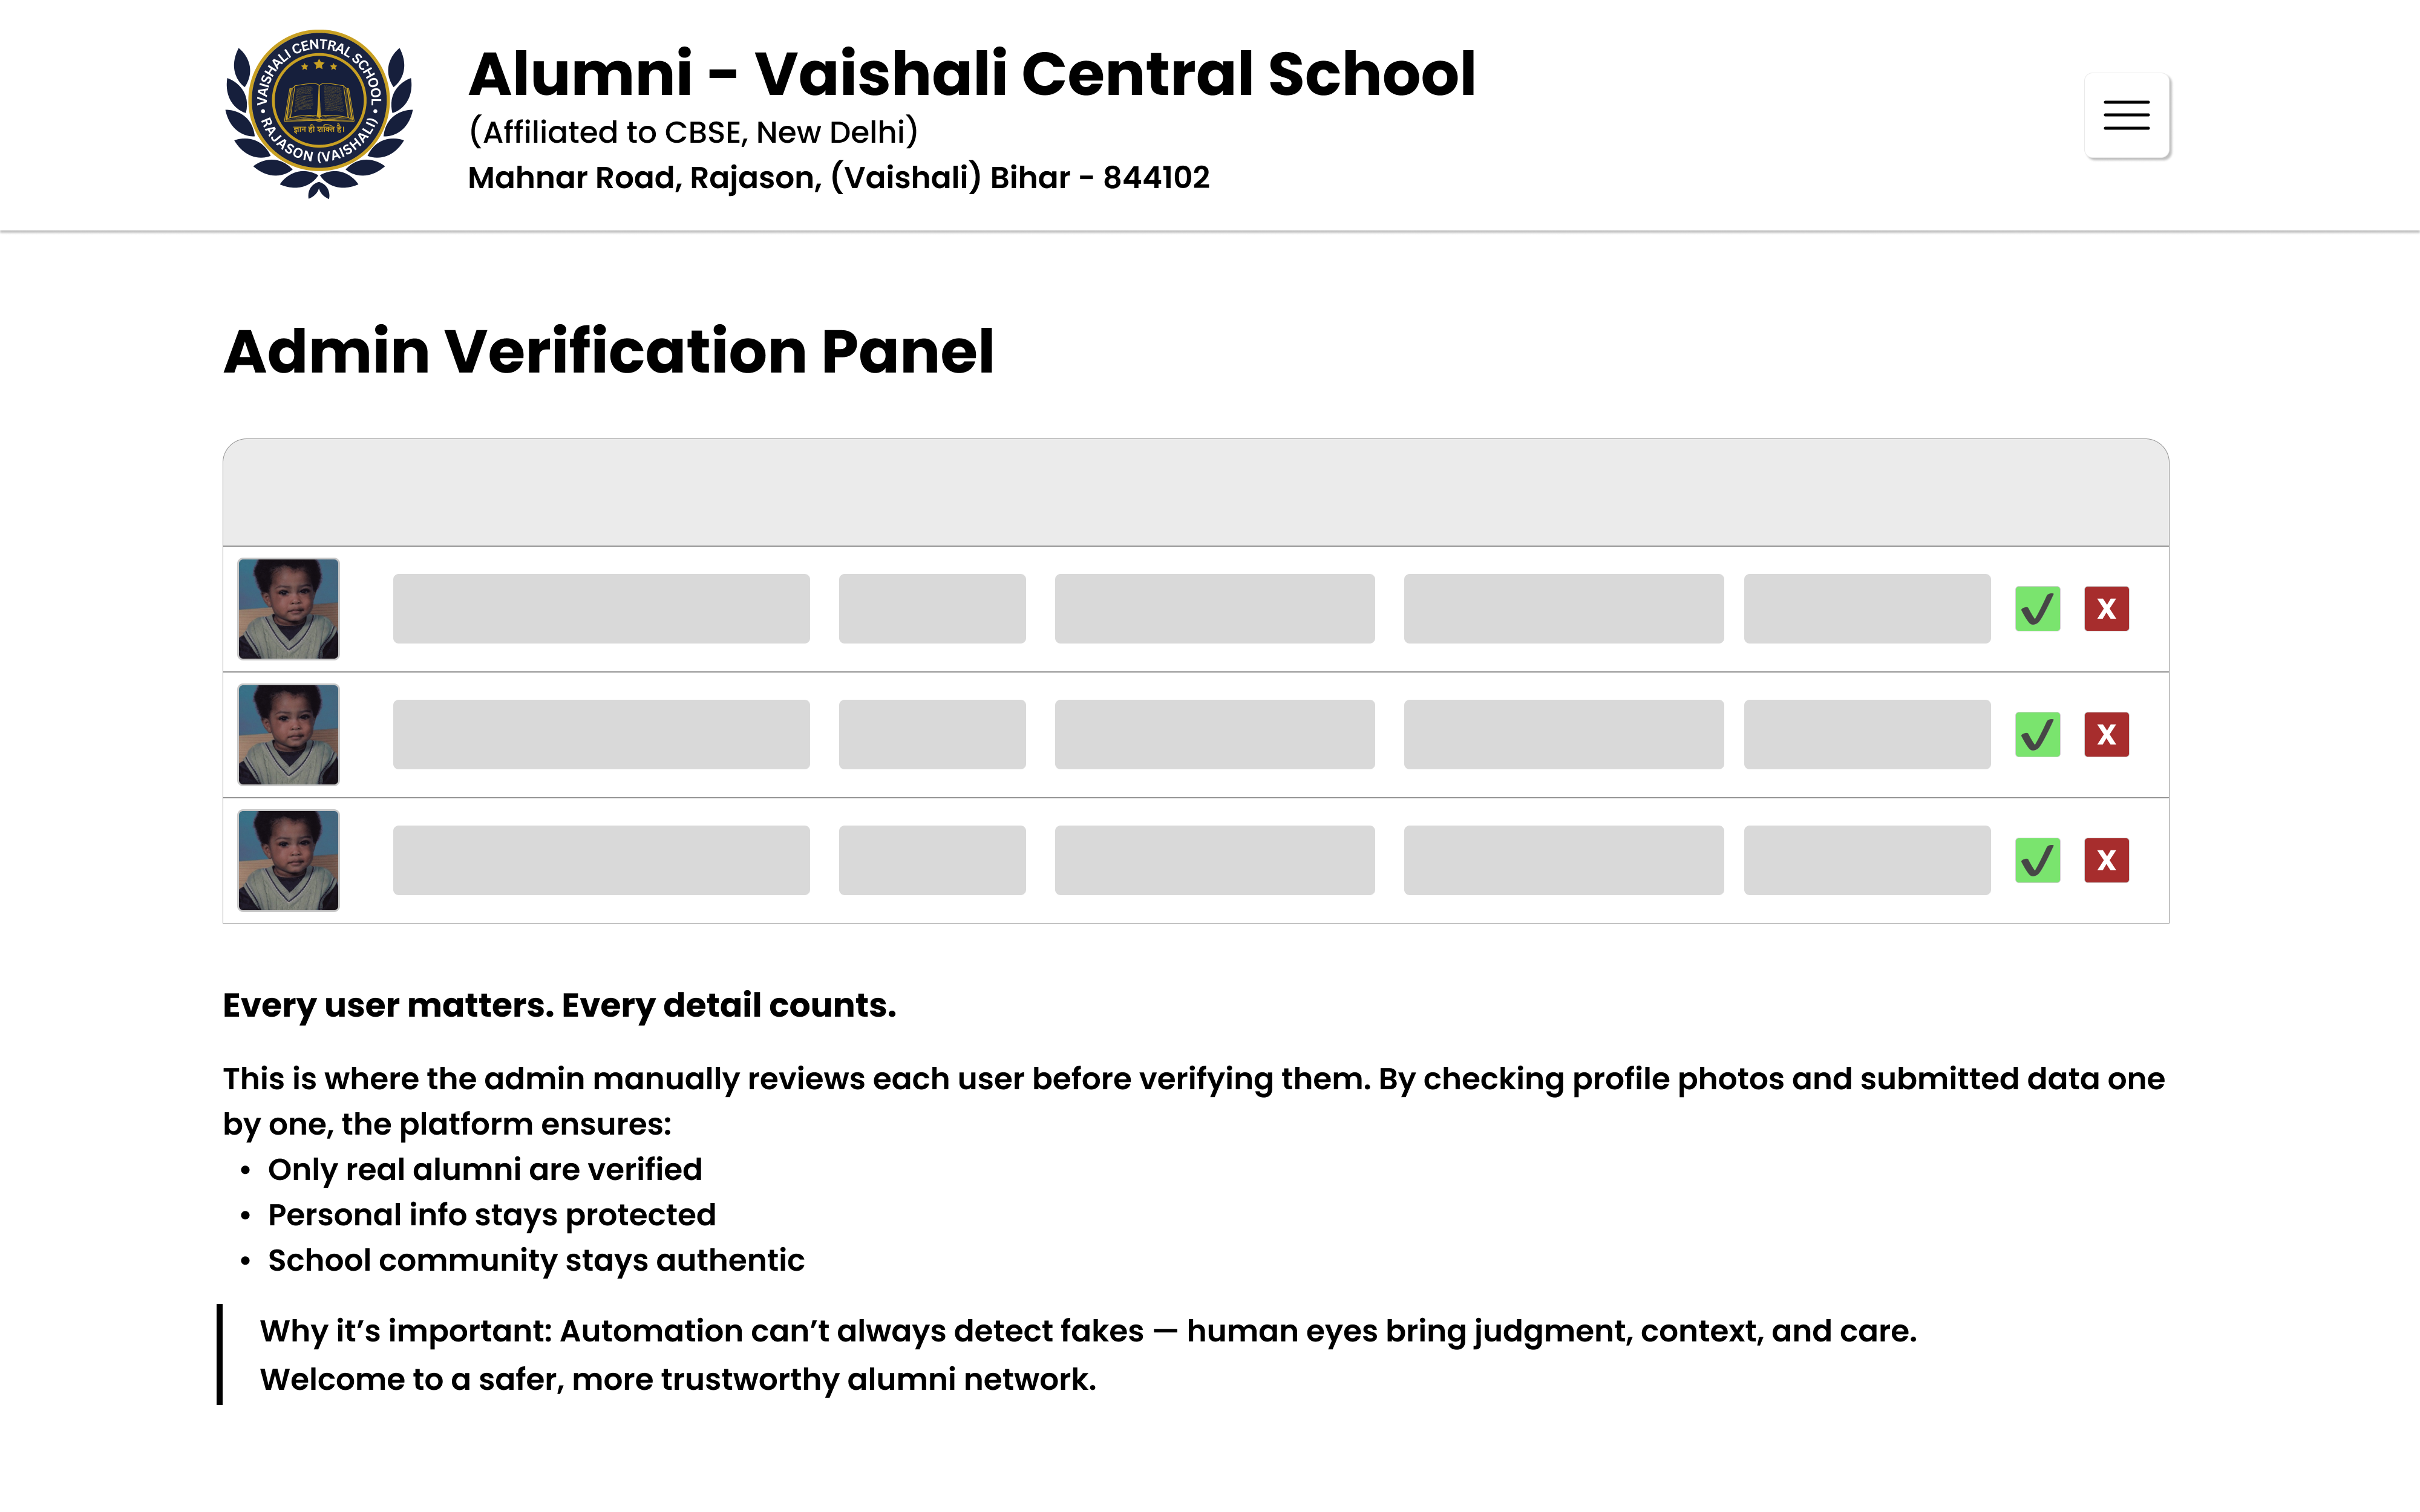 VAISHALI CENTRAL SCHOOL
ज्ञान ही शक्ति है।
RAJASON (VAISHALI)
Alumni - Vaishali Central School
(Affiliated to CBSE, New Delhi)
Mahnar Road, Rajason, (Vaishali) Bihar - 844102
Admin Verification Panel
X
X
X
Every user matters. Every detail counts.
This is where the admin manually reviews each user before verifying them. By checking profile photos and submitted data one
by one, the platform ensures:
• Only real alumni are verified
• Personal info stays protected
• School community stays authentic
Why it’s important: Automation can’t always detect fakes — human eyes bring judgment, context, and care.
Welcome to a safer, more trustworthy alumni network.